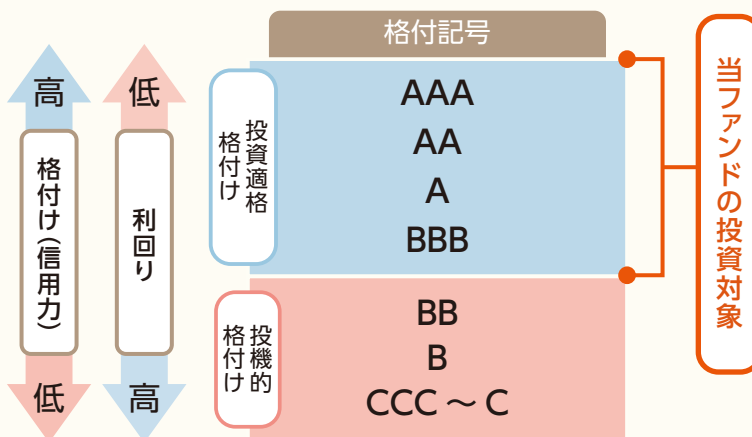 格付記号
高
格付け(信用力)
低
低
利回り
高
投資適格
格付け
AAA
AA
A
BBB
投機的
格付け
BB
B
CCC ～ C
当ファンドの投資対象